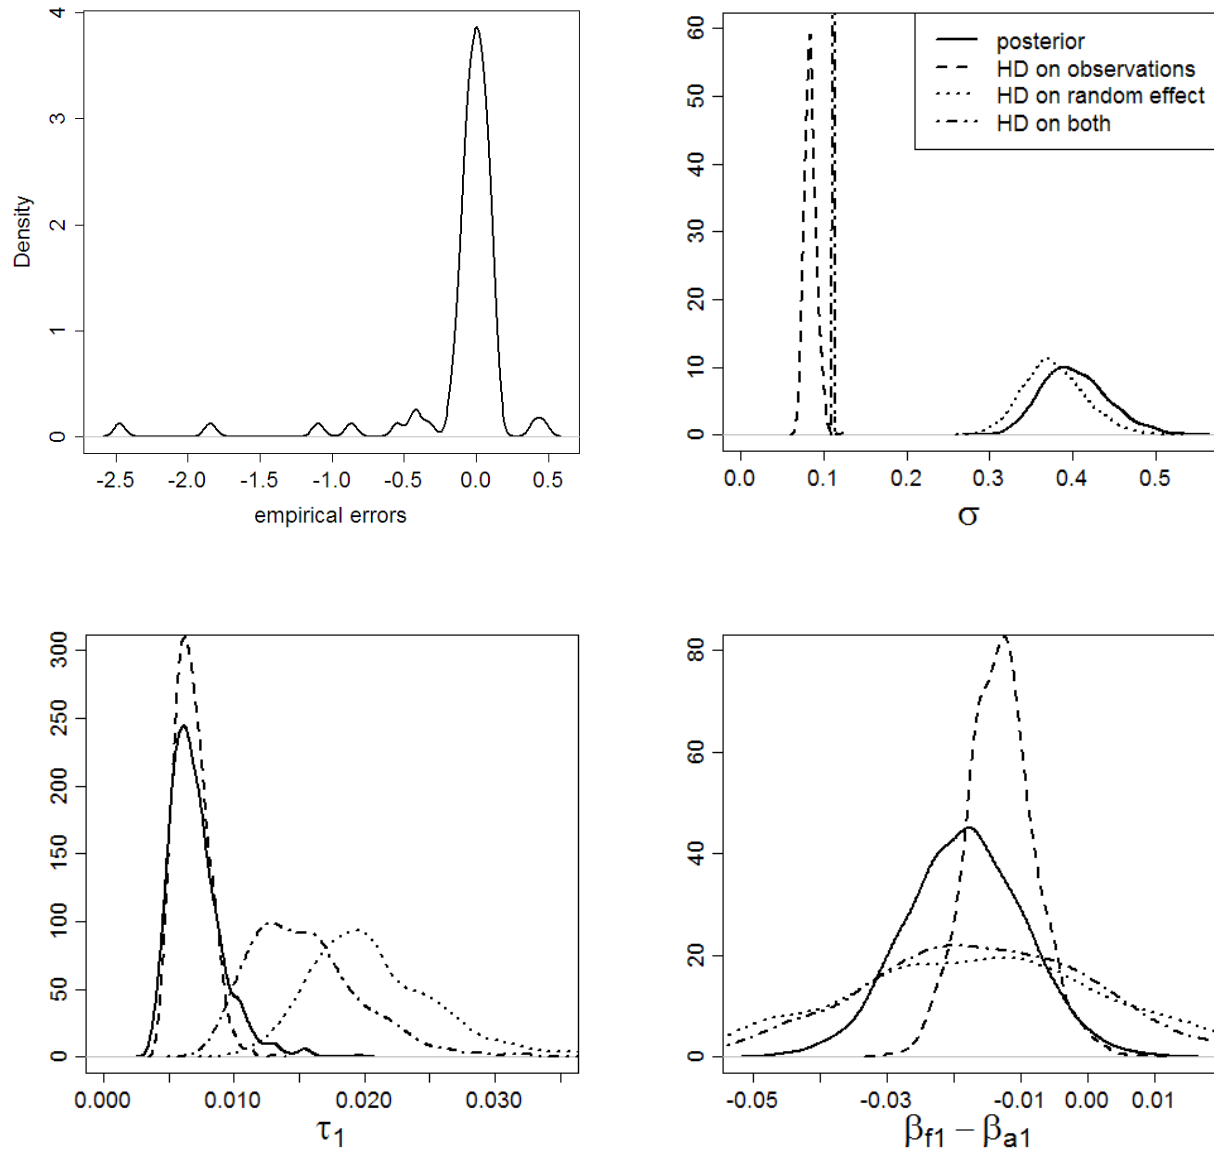 Density
4
3
2
1
0
-2.5 -2.0 -1.5 -1.0 -0.5 0.0 0.5
empirical errors
60
50
40
30
20
10
0
posterior
HD on observations
HD on random effect
HD on both
0.0 0.1 0.2 0.3 0.4 0.5
σ
300
250
200
150
100
50
0
0.000 0.010 0.020 0.030
τ1
80
60
40
20
0
-0.05 -0.03 -0.01 0.00 0.01
βf1 − βa1